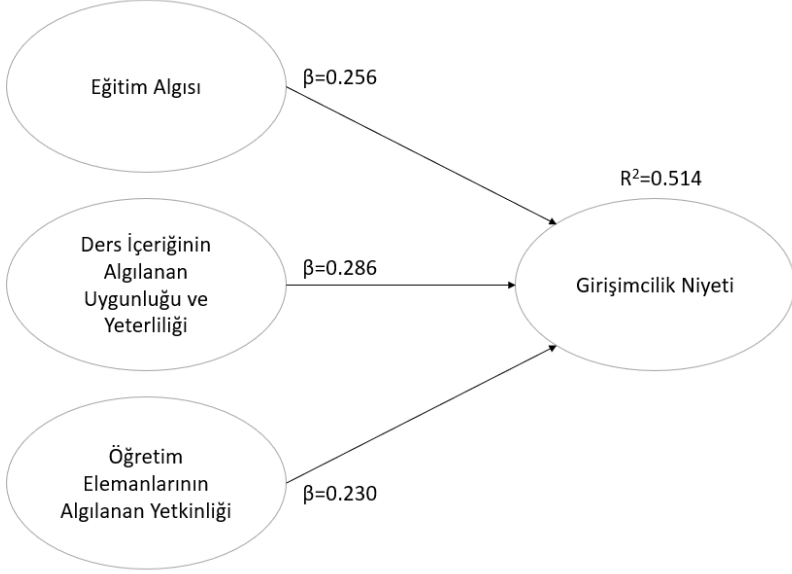 Eğitim Algısı
β=0.256
R²=0.514
Ders İçeriğinin
Algılanan
Uygunluğu ve
Yeterliliği
β=0.286
Girişimcilik Niyeti
Öğretim
Elemanlarının
Algılanan Yetkinliği
β=0.230